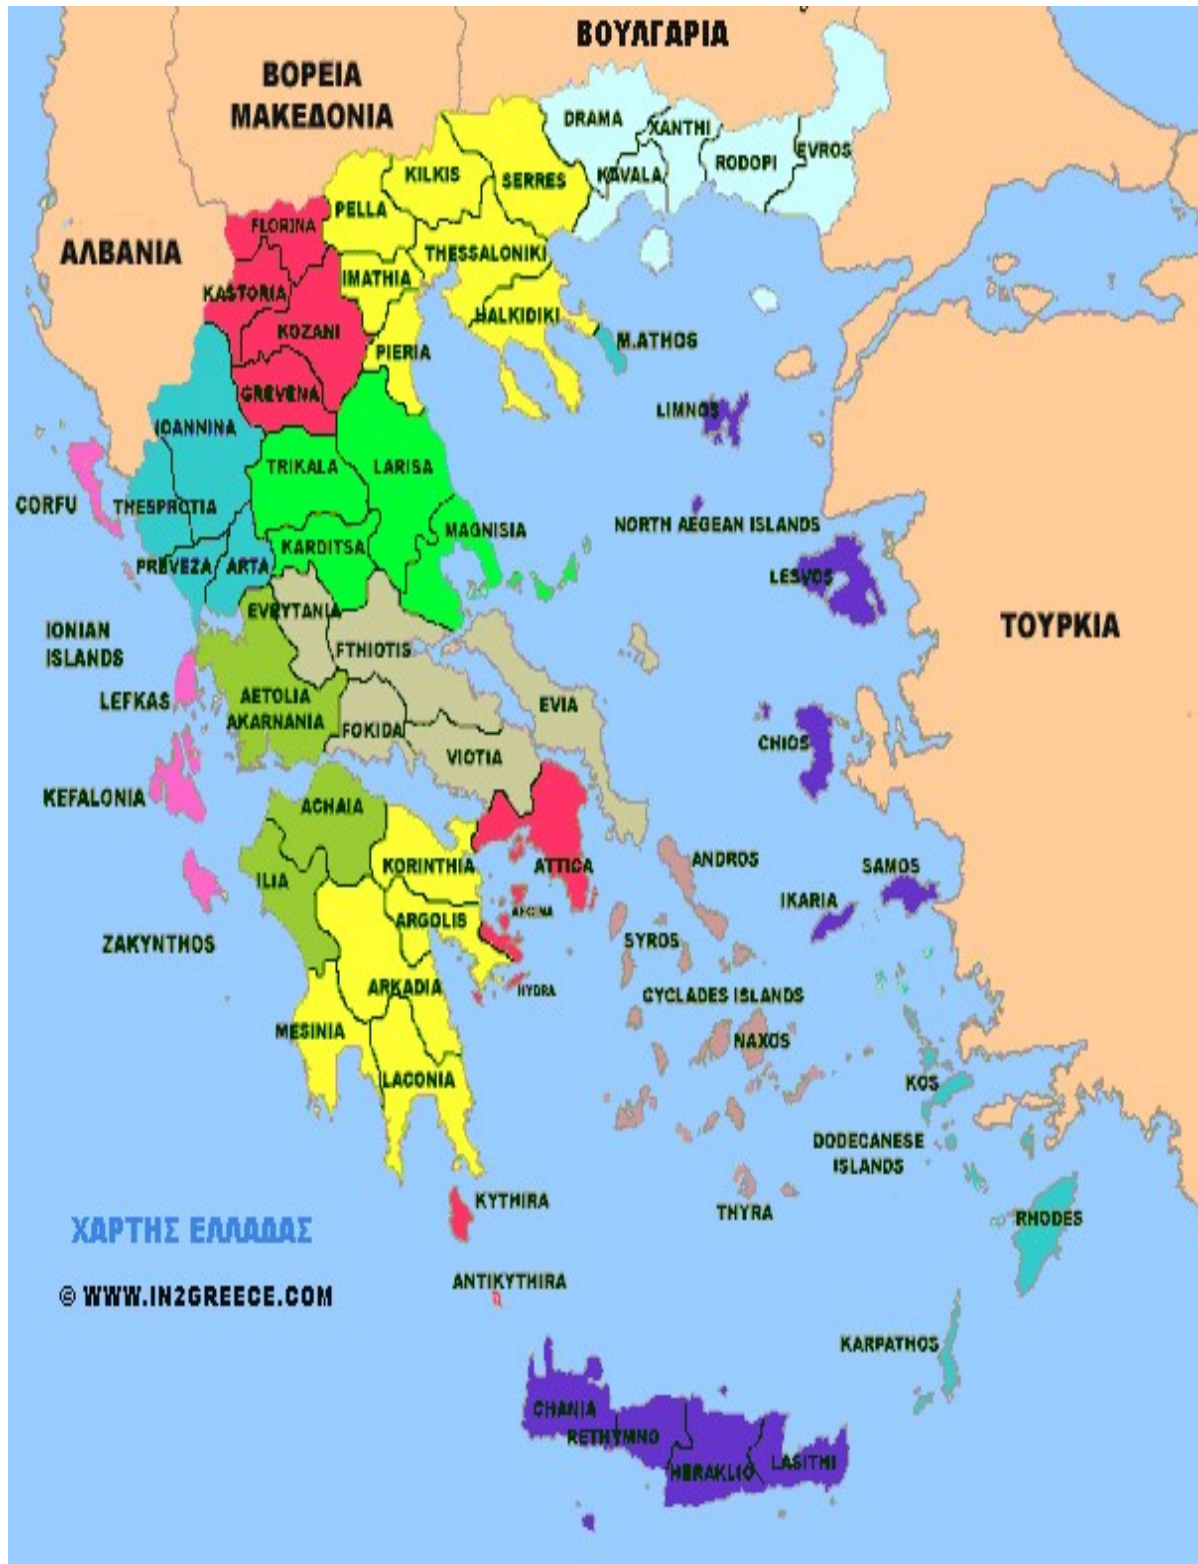 ΒΟΥΛΓΑΡΙΑ
ΒΟΡΕΙΑ
ΜΑΚΕΔΟΝΙΑ
DRAMA
XANTHI
RODOPI
EVROS
KAVALA
KILKIS
SERRES
PELLA
FLORINA
ΑΛΒΑΝΙΑ
THESSALONIKI
IMATHIA
KASTORIA
HALKIDIKI
KOZANI
M.ATHOS
PIERIA
GREVENA
LIMNOS
IOANNINA
TRIKALA
LARISA
CORFU
THESPROTIA
NORTH AEGEAN ISLANDS
MAGNISIA
KARDITSA
PREVEZA
ARTA
LESVOS
EVRYTANIA
ΤΟΥΡΚΙΑ
IONIAN
ISLANDS
FTHIOTIS
LEFKAS
AETOLIA
AKARNANIA
EVIA
FOKIDA
CHIOS
VIOTIA
KEFALONIA
ACHAIA
ANDROS
KORINTHIA
ATTICA
SAMOS
ILIA
IKARIA
AEGINA
ARGOLIS
ZAKYNTHOS
SYROS
ARKADIA
HYDRA
CYCLADES ISLANDS
MESINIA
NAXOS
LACONIA
KOS
DODECANESE
ISLANDS
KYTHIRA
THYRA
RHODES
ΧΑΡΤΗΣ ΕΛΛΑΔΑΣ
ANTIKYTHIRA
© WWW.IN2GREECE.COM
KARPATHOS
CHANIA
RETHYMNO
HERAKLIO
LASITHI